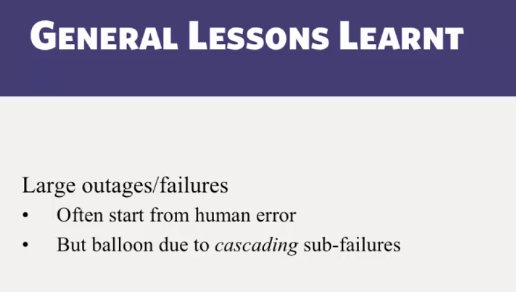 General Lessons Learnt
Large outages/failures
• Often start from human error
• But balloon due to cascading sub-failures